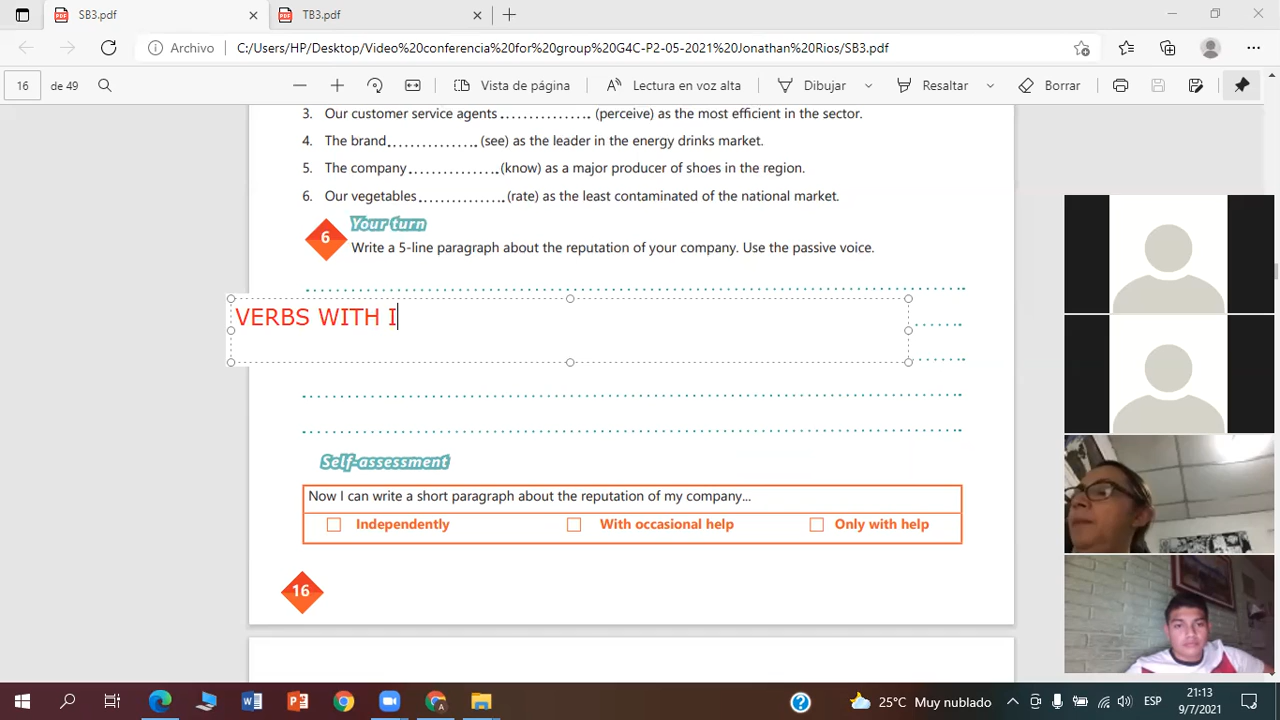 SB3.pdf
TB3.pdf
Archivo
C:/Users/HP/Desktop/Video%20conferencia%20for%20group%20G4C-P2-05-2021%20Jonathan%20Rios/SB3.pdf
16 de 49
Vista de página
Lectura en voz alta
Dibujar
Resaltar
Borrar
3. Our customer service agents .............. (perceive) as the most efficient in the sector.
4. The brand.............. (see) as the leader in the energy drinks market.
5. The company.............. (know) as a major producer of shoes in the region.
6. Our vegetables.............. (rate) as the least contaminated of the national market.
6 Your turn
Write a 5-line paragraph about the reputation of your company. Use the passive voice.
VERBS WITH I
Self-assessment
Now I can write a short paragraph about the reputation of my company...
Independently
With occasional help
Only with help
16
25°C Muy nublado
ESP
21:13
9/7/2021